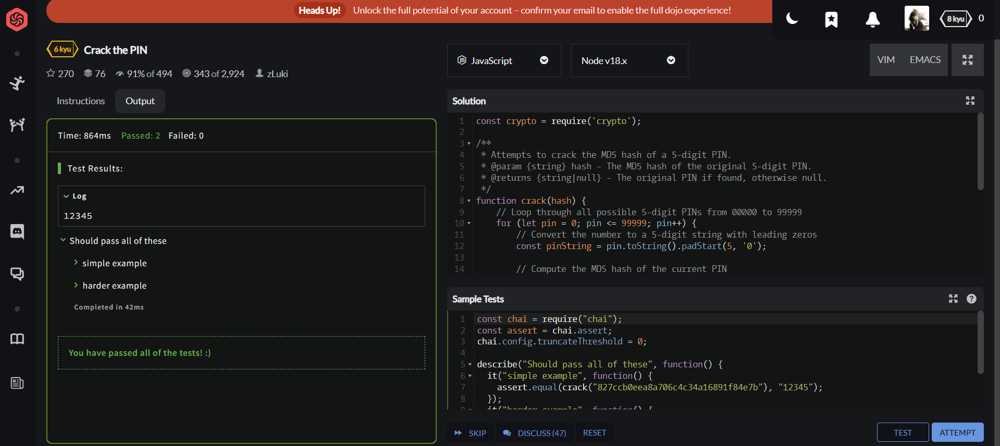 Heads Up! Unlock the full potential of your account – confirm your email to enable the full dojo experience!
8 kyu 0
6 kyu Crack the PIN
270 76 91% of 494 343 of 2,924 zLuki
Instructions Output
Time: 864ms Passed: 2 Failed: 0
Test Results:
Log
12345
Should pass all of these
simple example
harder example
Completed in 42ms
You have passed all of the tests! :)
JavaScript Node v18.x VIM EMACS
Solution
1 const crypto = require('crypto');
2
3 /**
4 * Attempts to crack the MD5 hash of a 5-digit PIN.
5 * @param {string} hash - The MD5 hash of the original 5-digit PIN.
6 * @returns {string|null} - The original PIN if found, otherwise null.
7 */
8 function crack(hash) {
9 // Loop through all possible 5-digit PINs from 00000 to 99999
10 for (let pin = 0; pin <= 99999; pin++) {
11 // Convert the number to a 5-digit string with leading zeros
12 const pinString = pin.toString().padStart(5, '0');
13
14 // Compute the MD5 hash of the current PIN
Sample Tests
1 const chai = require("chai");
2 const assert = chai.assert;
3 chai.config.truncateThreshold = 0;
4
5 describe("Should pass all of these", function() {
6 it("simple example", function() {
7 assert.equal(crack("827ccb0eea8a706c4c34a16891f84e7b"), "12345");
8 });
9 it("harder example", function() {
SKIP DISCUSS (47) RESET TEST ATTEMPT